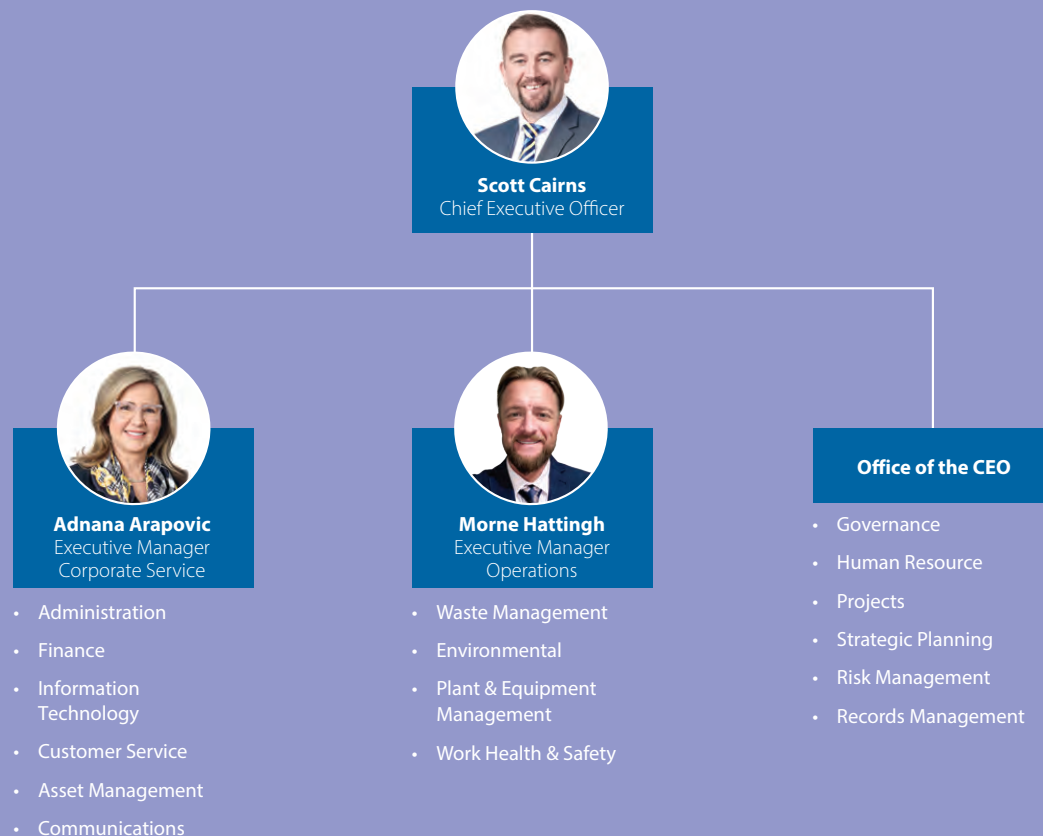 Scott Cairns
Chief Executive Officer
Adnana Arapovic
Executive Manager
Corporate Service
• Administration
• Finance
• Information
Technology
• Customer Service
• Asset Management
• Communications
Morne Hattingh
Executive Manager
Operations
• Waste Management
• Environmental
• Plant & Equipment
Management
• Work Health & Safety
Office of the CEO
• Governance
• Human Resource
• Projects
• Strategic Planning
• Risk Management
• Records Management